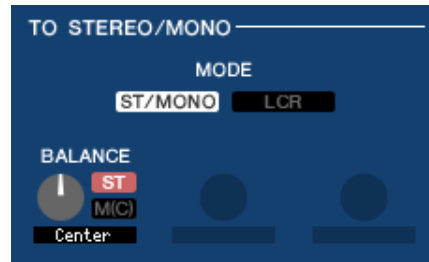 TO STEREO/MONO
MODE
ST/MONO LCR
BALANCE
ST
M(C)
Center